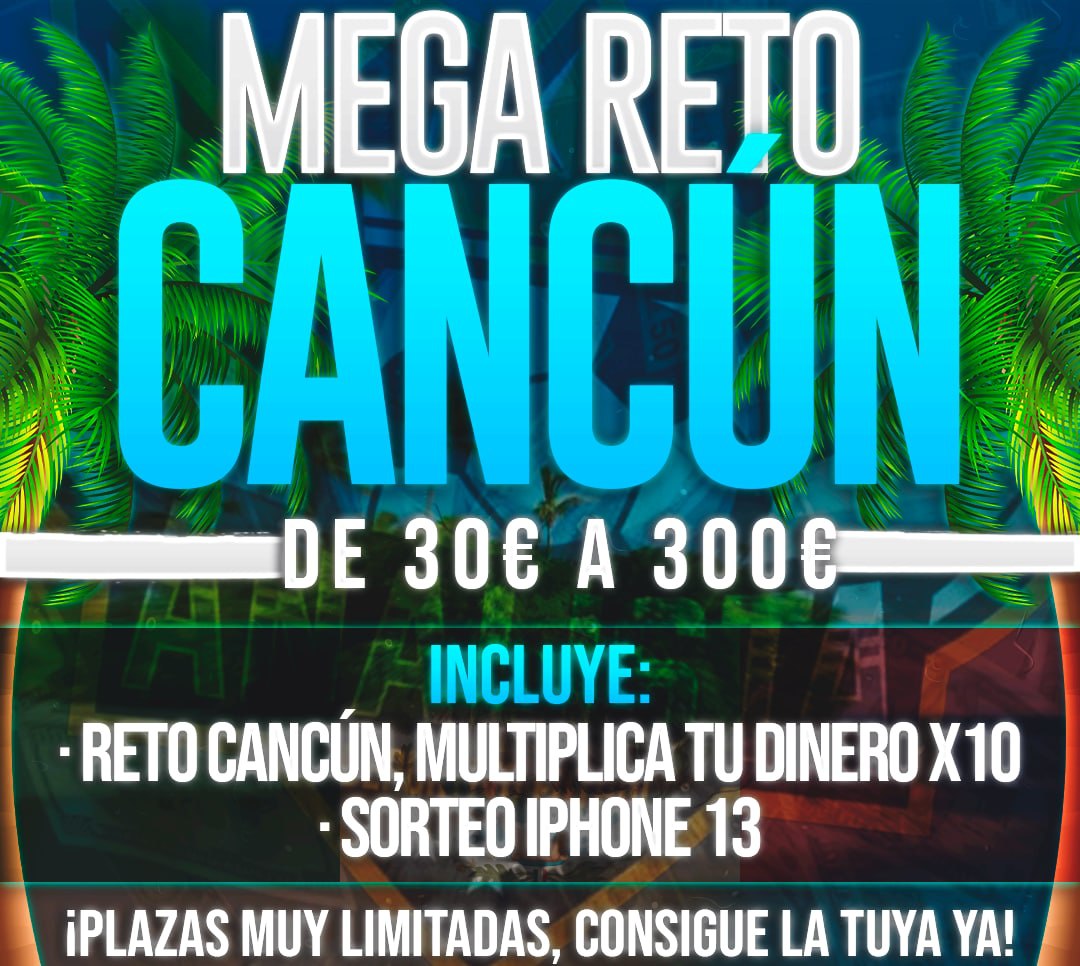 MEGA RETO
CANCÚN
DE 30€ A 300€
INCLUYE:
· RETO CANCÚN, MULTIPLICA TU DINERO X10
· SORTEO IPHONE 13
¡PLAZAS MUY LIMITADAS, CONSIGUE LA TUYA YA!